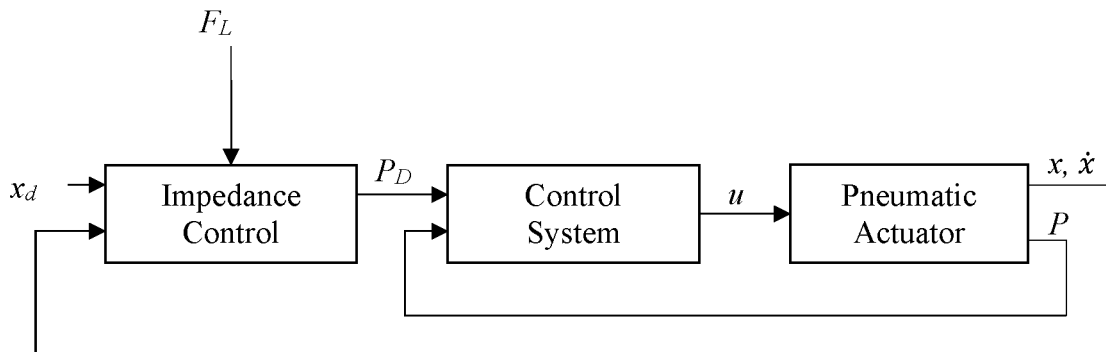 F_L
x_d
Impedance
Control
P_D
Control
System
u
Pneumatic
Actuator
x, ẋ
P